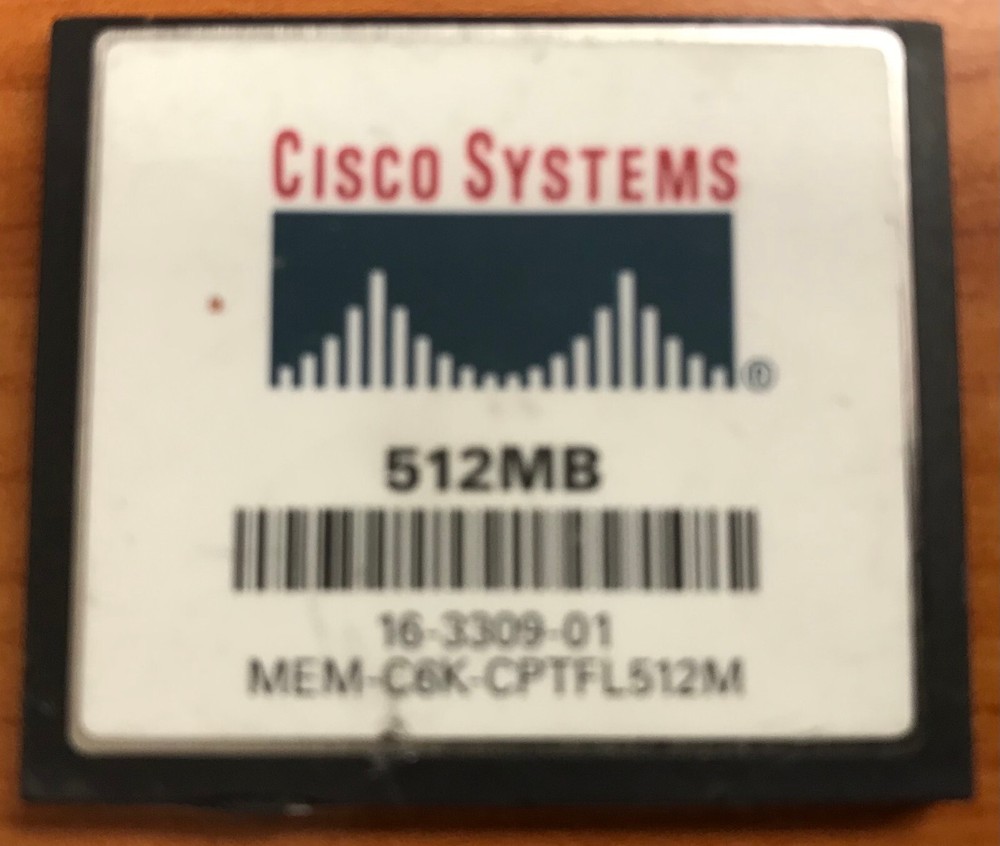 CISCO SYSTEMS
®
512MB
16-3309-01
MEM-C6K-CPTFL512M